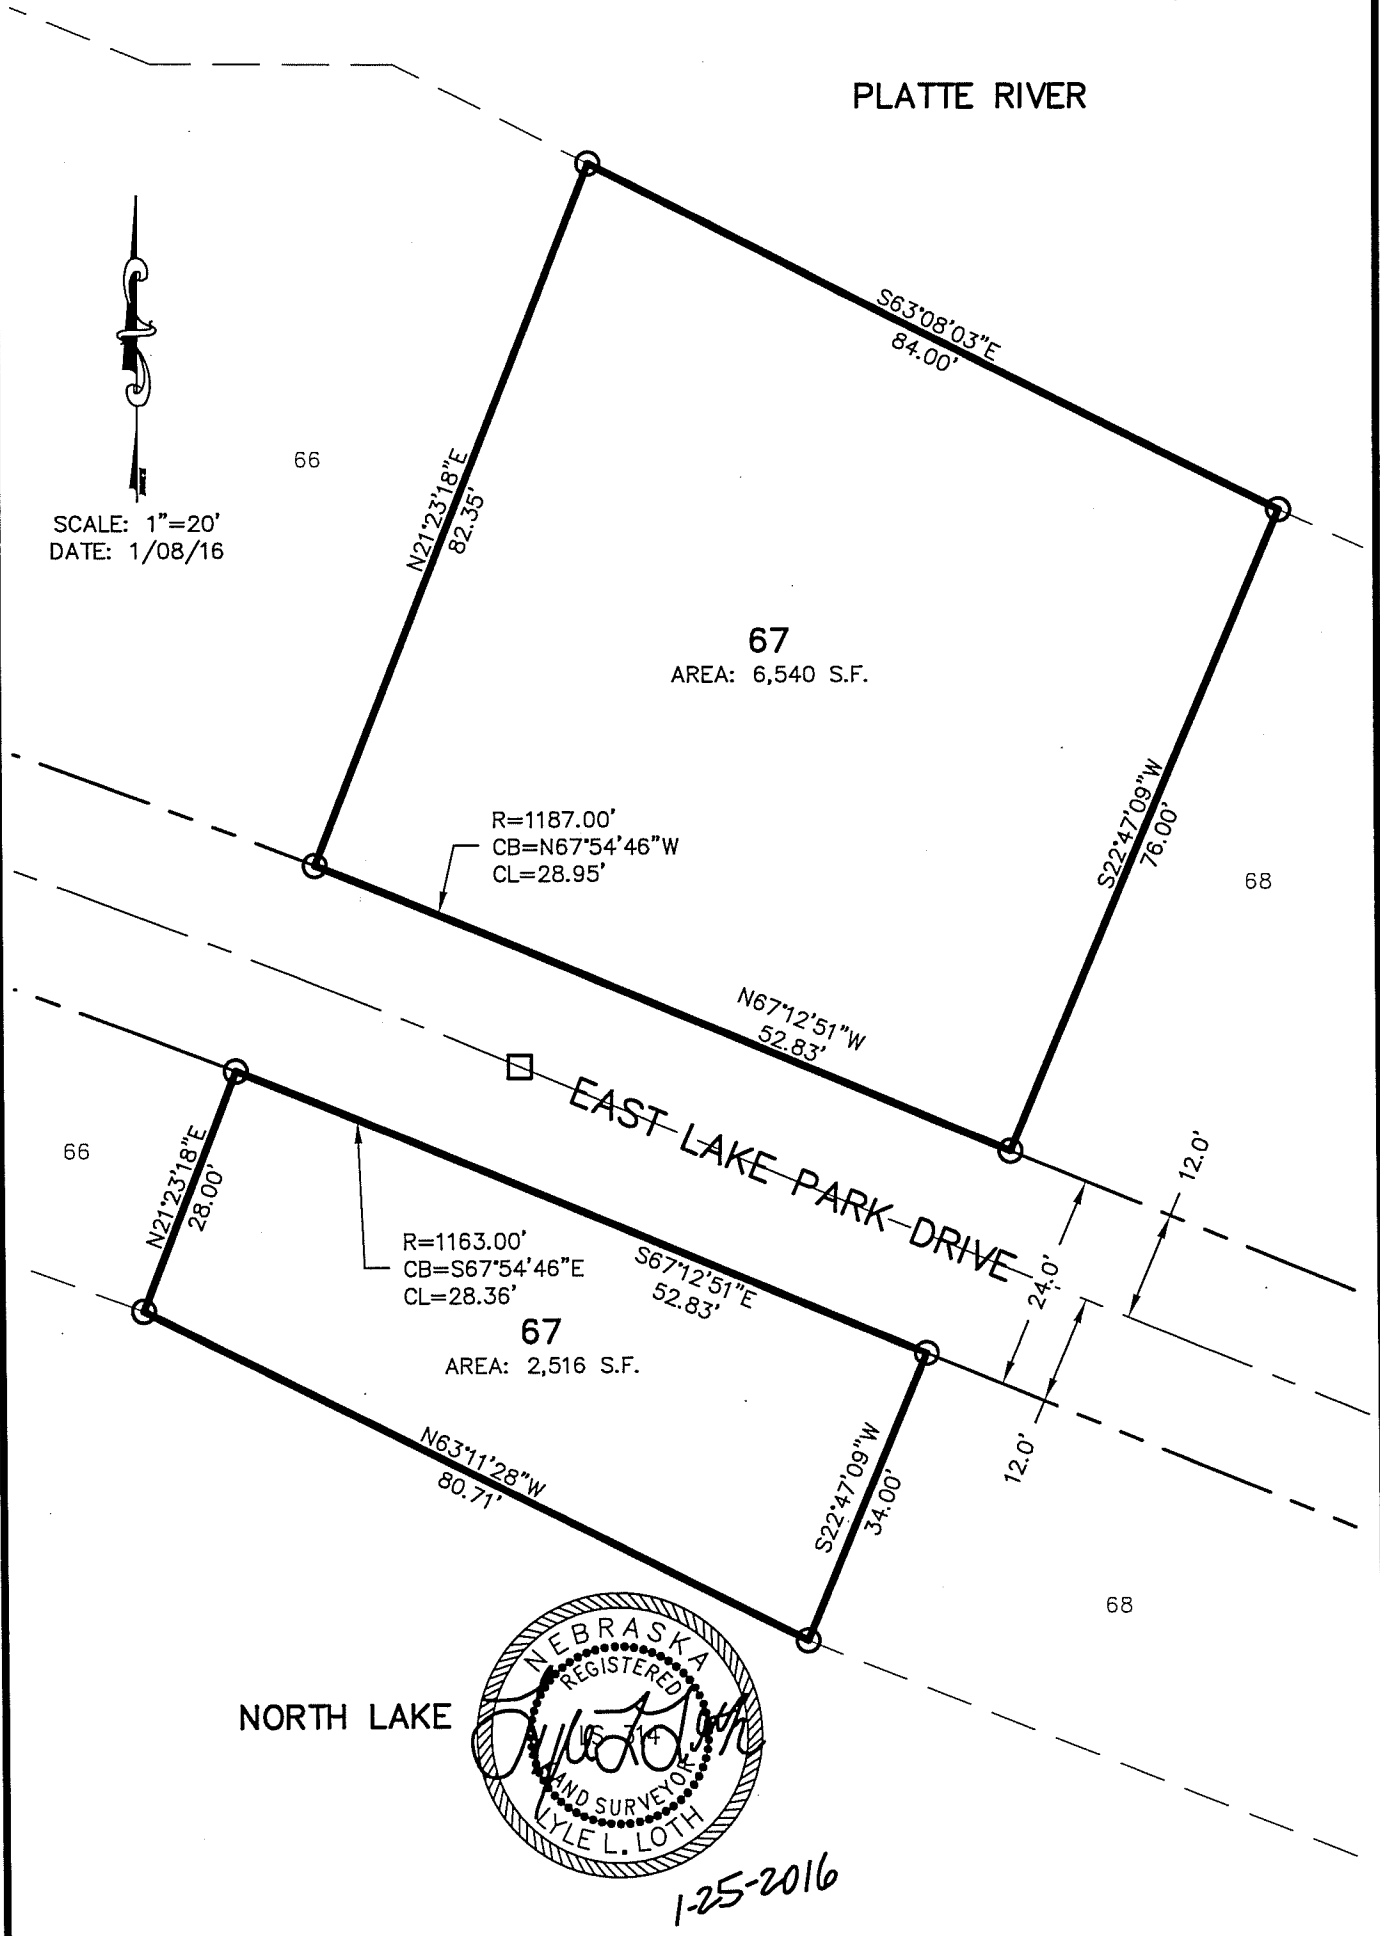 PLATTE RIVER
S63°08'03"E
84.00'
66
N21°23'18"E
82.35'
SCALE: 1"=20'
DATE: 1/08/16
67
AREA: 6,540 S.F.
S22°47'09"W
76.00'
R=1187.00'
CB=N67°54'46"W
CL=28.95'
68
N67°12'51"W
52.83'
EAST LAKE PARK DRIVE
12.0'
24.0'
12.0'
66
N21°23'18"E
28.00'
R=1163.00'
CB=S67°54'46"E
CL=28.36'
S67°12'51"E
52.83'
67
AREA: 2,516 S.F.
N63°11'28"W
80.71'
S22°47'09"W
34.00'
68
NORTH LAKE
NEBRASKA
REGISTERED
LS 314
LAND SURVEYOR
LYLE L. LOTH
Lyle L. Loth
1-25-2016